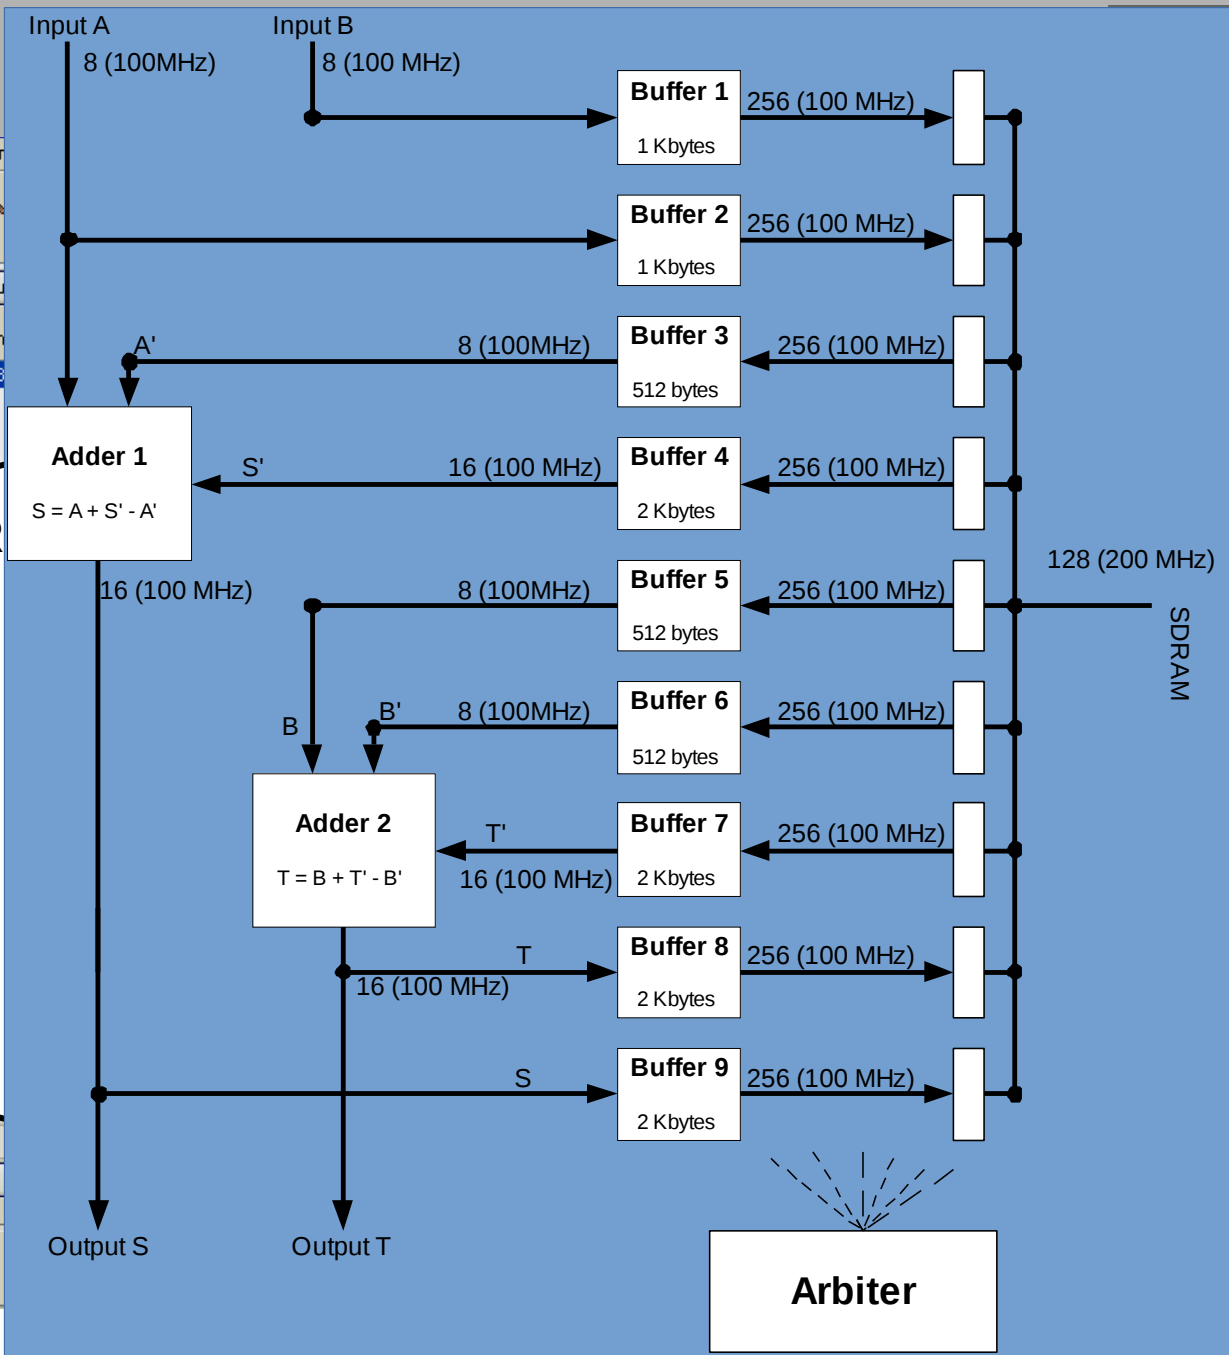 Input A
Input B
8 (100MHz)
8 (100 MHz)
Buffer 1
256 (100 MHz)
1 Kbytes
Buffer 2
256 (100 MHz)
1 Kbytes
A'
8 (100MHz)
Buffer 3
256 (100 MHz)
512 bytes
Adder 1
S = A + S' - A'
S'
16 (100 MHz)
Buffer 4
256 (100 MHz)
2 Kbytes
128 (200 MHz)
SDRAM
16 (100 MHz)
8 (100MHz)
Buffer 5
256 (100 MHz)
512 bytes
B
B'
8 (100MHz)
Buffer 6
256 (100 MHz)
512 bytes
Adder 2
T = B + T' - B'
T'
16 (100 MHz)
Buffer 7
256 (100 MHz)
2 Kbytes
T
16 (100 MHz)
Buffer 8
256 (100 MHz)
2 Kbytes
S
Buffer 9
256 (100 MHz)
2 Kbytes
Output S
Output T
Arbiter